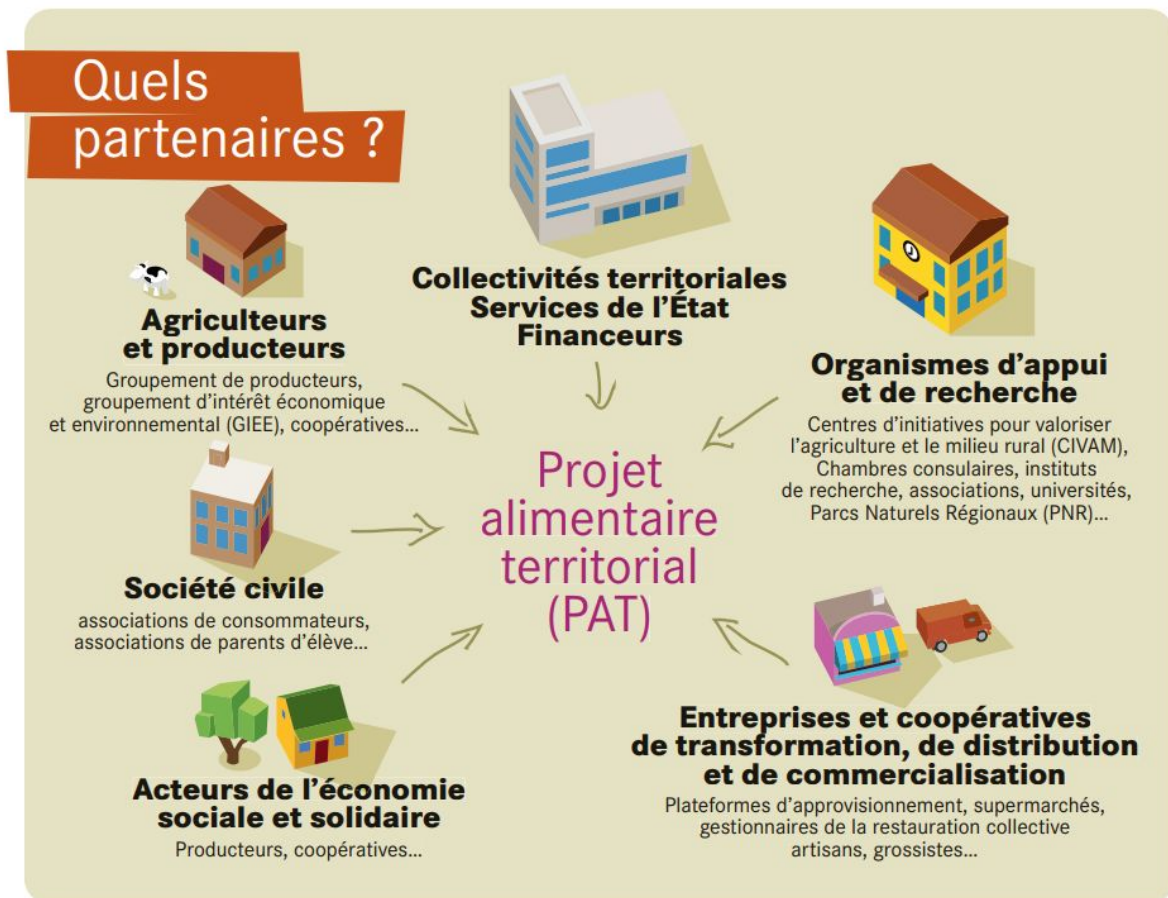 Quels
partenaires ?
Collectivités territoriales
Services de l'État
Financeurs
Agriculteurs
et producteurs
Groupement de producteurs,
groupement d'intérêt économique
et environnemental (GIEE), coopératives...
Organismes d'appui
et de recherche
Centres d'initiatives pour valoriser
l'agriculture et le milieu rural (CIVAM),
Chambres consulaires, instituts
de recherche, associations, universités,
Parcs Naturels Régionaux (PNR)...
Projet
alimentaire
territorial
(PAT)
Société civile
associations de consommateurs,
associations de parents d'élève...
Acteurs de l'économie
sociale et solidaire
Producteurs, coopératives...
Entreprises et coopératives
de transformation, de distribution
et de commercialisation
Plateformes d'approvisionnement, supermarchés,
gestionnaires de la restauration collective
artisans, grossistes...